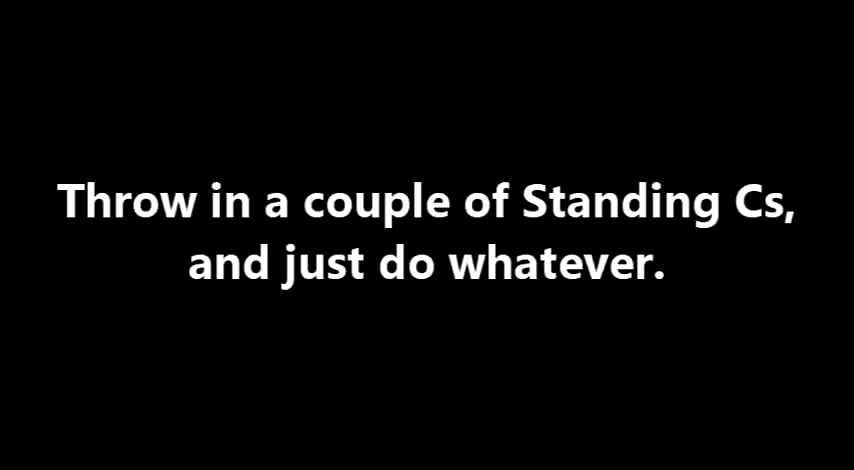 Throw in a couple of Standing Cs,
and just do whatever.